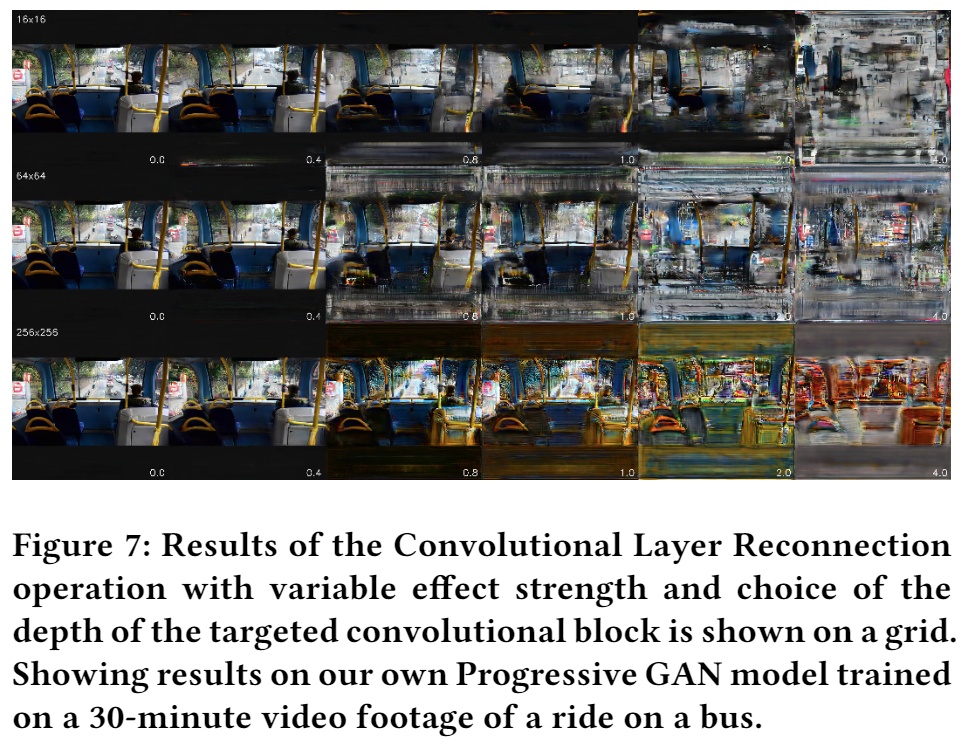 16x16
0.0 0.4 0.8 1.0 2.0 4.0
64x64
0.0 0.4 0.8 1.0 2.0 4.0
256x256
0.0 0.4 0.8 1.0 2.0 4.0
Figure 7: Results of the Convolutional Layer Reconnection
operation with variable effect strength and choice of the
depth of the targeted convolutional block is shown on a grid.
Showing results on our own Progressive GAN model trained
on a 30-minute video footage of a ride on a bus.